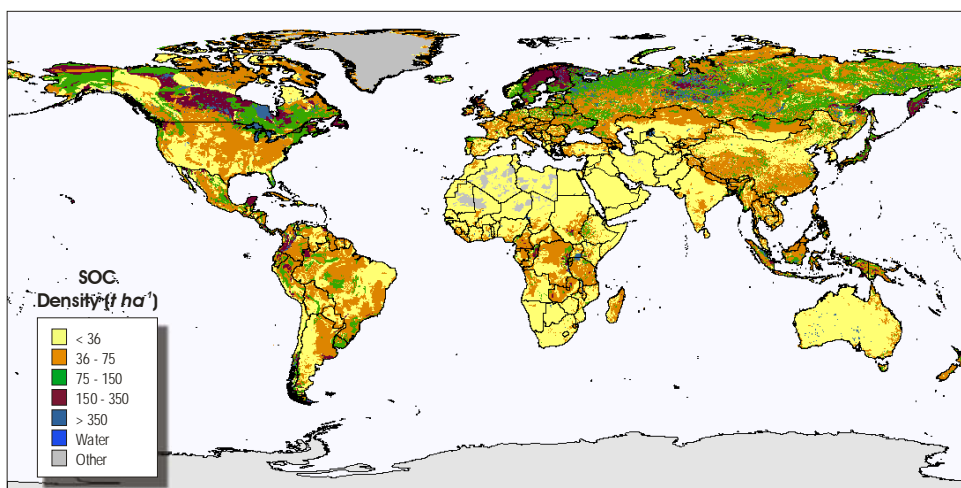 SOC
Density (t ha⁻¹)
< 36
36 - 75
75 - 150
150 - 350
> 350
Water
Other